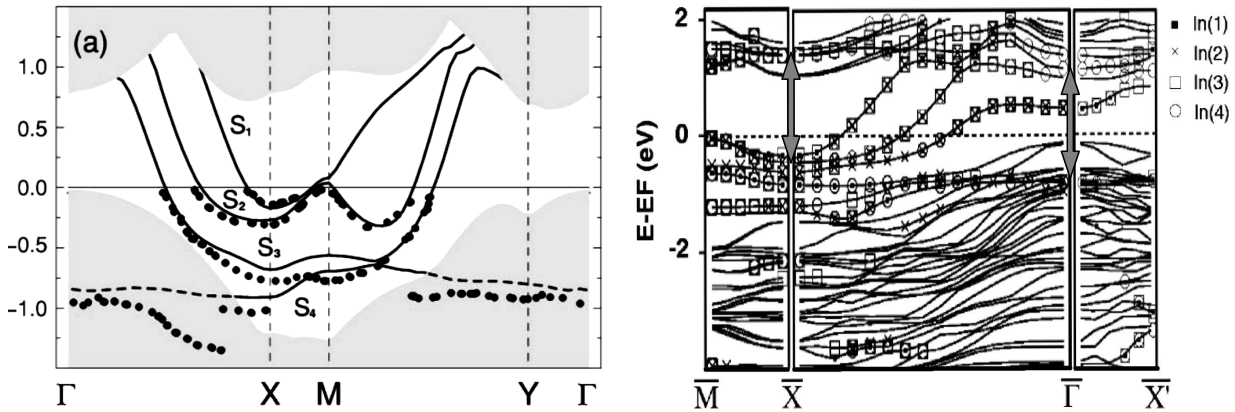 (a)
1.0
0.5
0.0
-0.5
-1.0
S1
S2
S3
S4
Γ X M Y Γ
E-EF (eV)
2
0
-2
M̅ X̅ Γ̅ X̅'
In(1)
In(2)
In(3)
In(4)